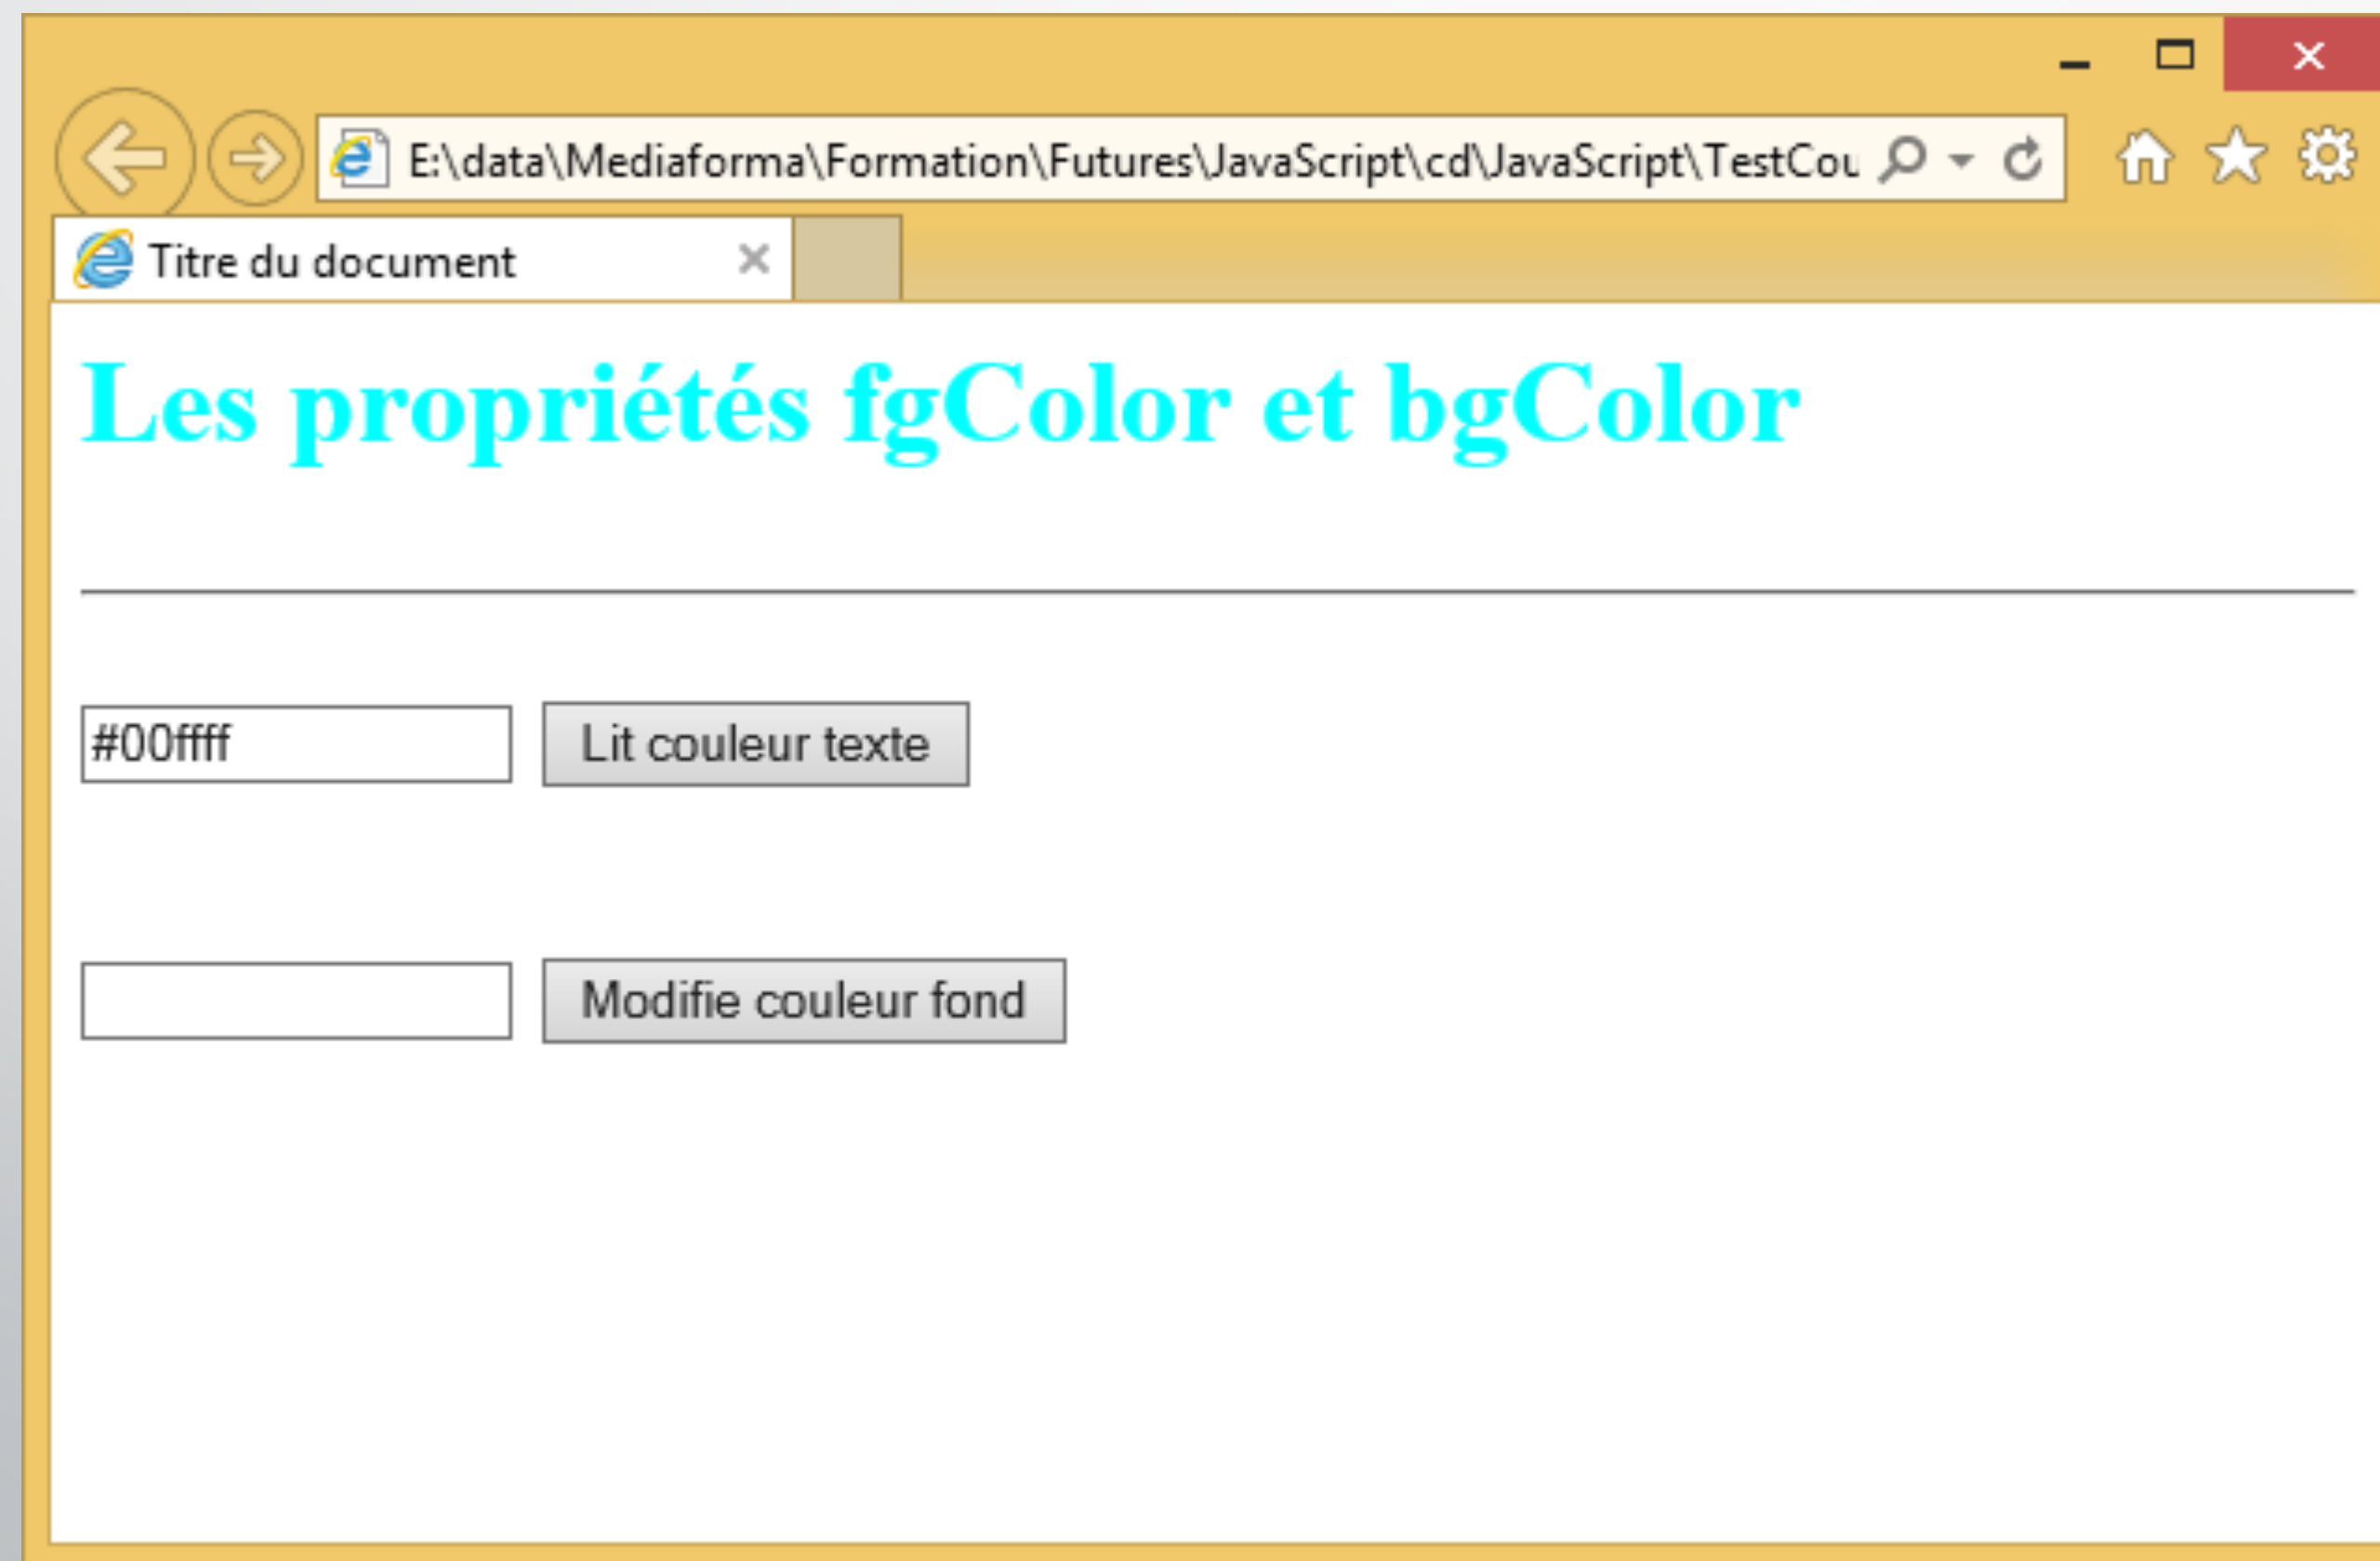 E:\data\Mediaforma\Formation\Futures\JavaScript\cd\JavaScript\TestCou
Titre du document
Les propriétés fgColor et bgColor
#00ffff Lit couleur texte
Modifie couleur fond